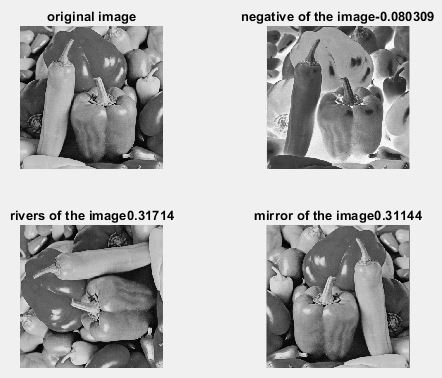 original image
negative of the image-0.080309
rivers of the image0.31714
mirror of the image0.31144